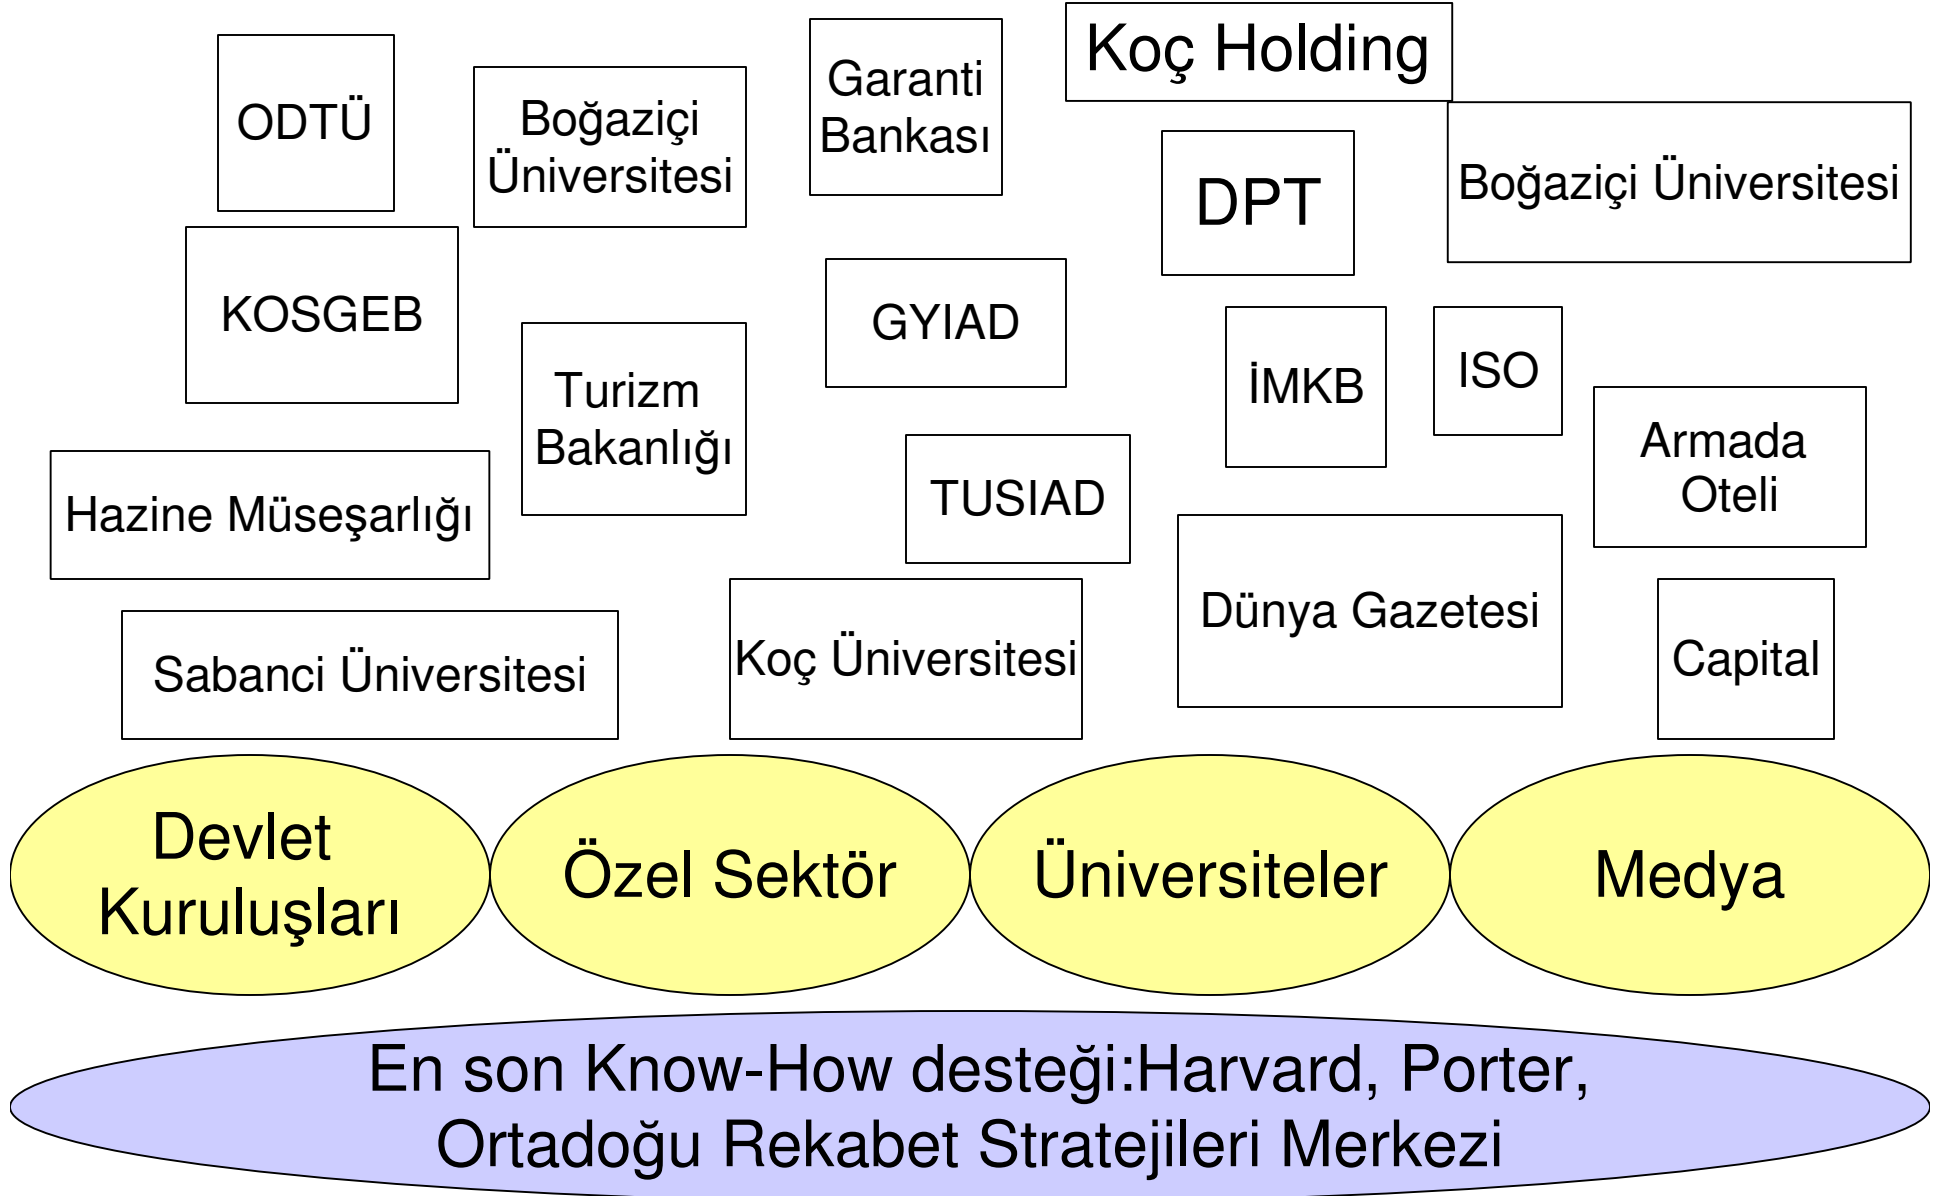 Koç Holding
ODTÜ
Boğaziçi
Üniversitesi
Garanti
Bankası
DPT
Boğaziçi Üniversitesi
KOSGEB
Turizm
Bakanlığı
GYIAD
İMKB
ISO
Armada
Oteli
Hazine Müseşarlığı
TUSIAD
Dünya Gazetesi
Sabanci Üniversitesi
Koç Üniversitesi
Capital
Devlet
Kuruluşları
Özel Sektör
Üniversiteler
Medya
En son Know-How desteği:Harvard, Porter,
Ortadoğu Rekabet Stratejileri Merkezi